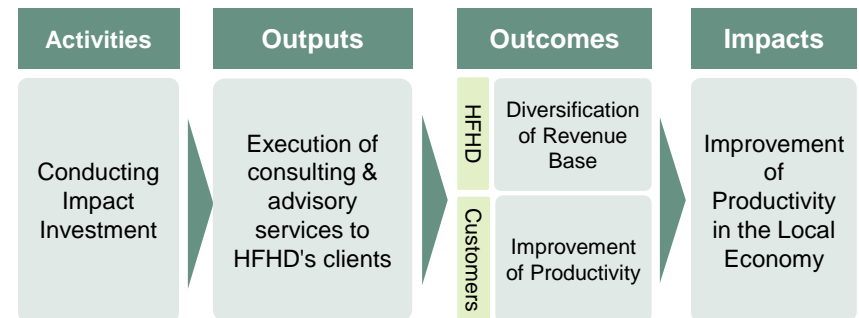 Activities
Outputs
Outcomes
Impacts
Conducting
Impact
Investment
Execution of
consulting &
advisory
services to
HFHD's clients
HFHD
Diversification
of Revenue
Base
Customers
Improvement
of Productivity
Improvement
of
Productivity
in the Local
Economy